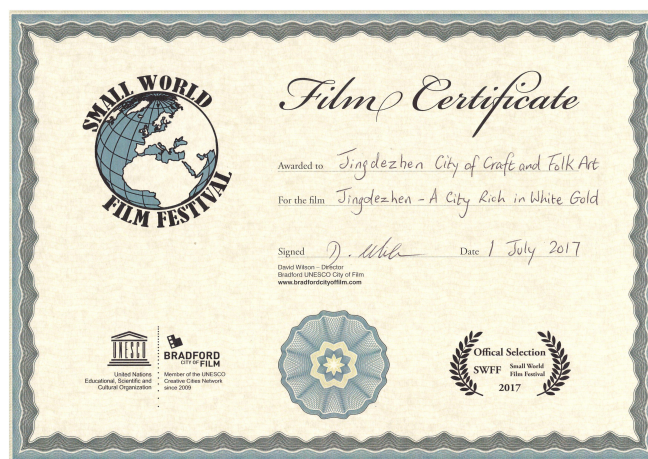 SMALL WORLD
FILM FESTIVAL
Film Certificate
Awarded to Jingdezhen City of Craft and Folk Art
For the film Jingdezhen - A City Rich in White Gold
Signed D. Wilson Date 1 July 2017
David Wilson – Director
Bradford UNESCO City of Film
www.bradfordcityoffilm.com
UNESCO
United Nations
Educational, Scientific and
Cultural Organization
BRADFORD
CITY OF FILM
Member of the UNESCO
Creative Cities Network
since 2009
Offical Selection
SWFF Small World
Film Festival
2017